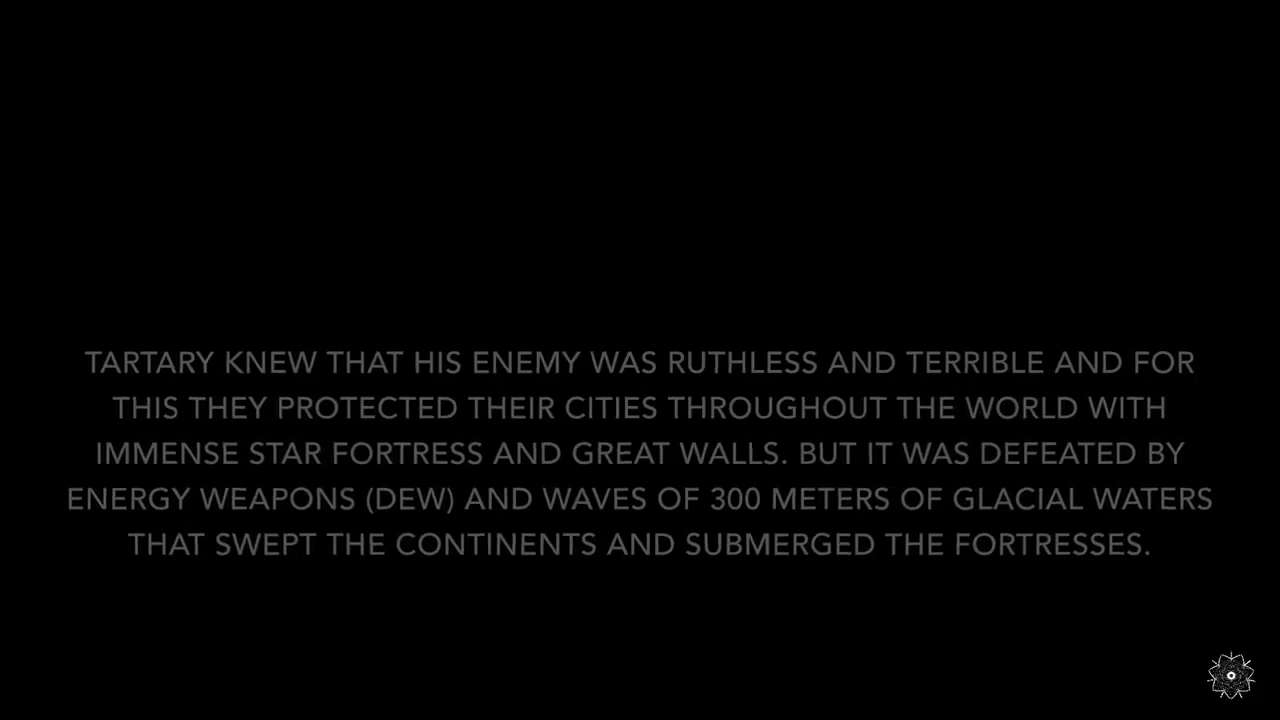 TARTARY KNEW THAT HIS ENEMY WAS RUTHLESS AND TERRIBLE AND FOR
THIS THEY PROTECTED THEIR CITIES THROUGHOUT THE WORLD WITH
IMMENSE STAR FORTRESS AND GREAT WALLS. BUT IT WAS DEFEATED BY
ENERGY WEAPONS (DEW) AND WAVES OF 300 METERS OF GLACIAL WATERS
THAT SWEPT THE CONTINENTS AND SUBMERGED THE FORTRESSES.